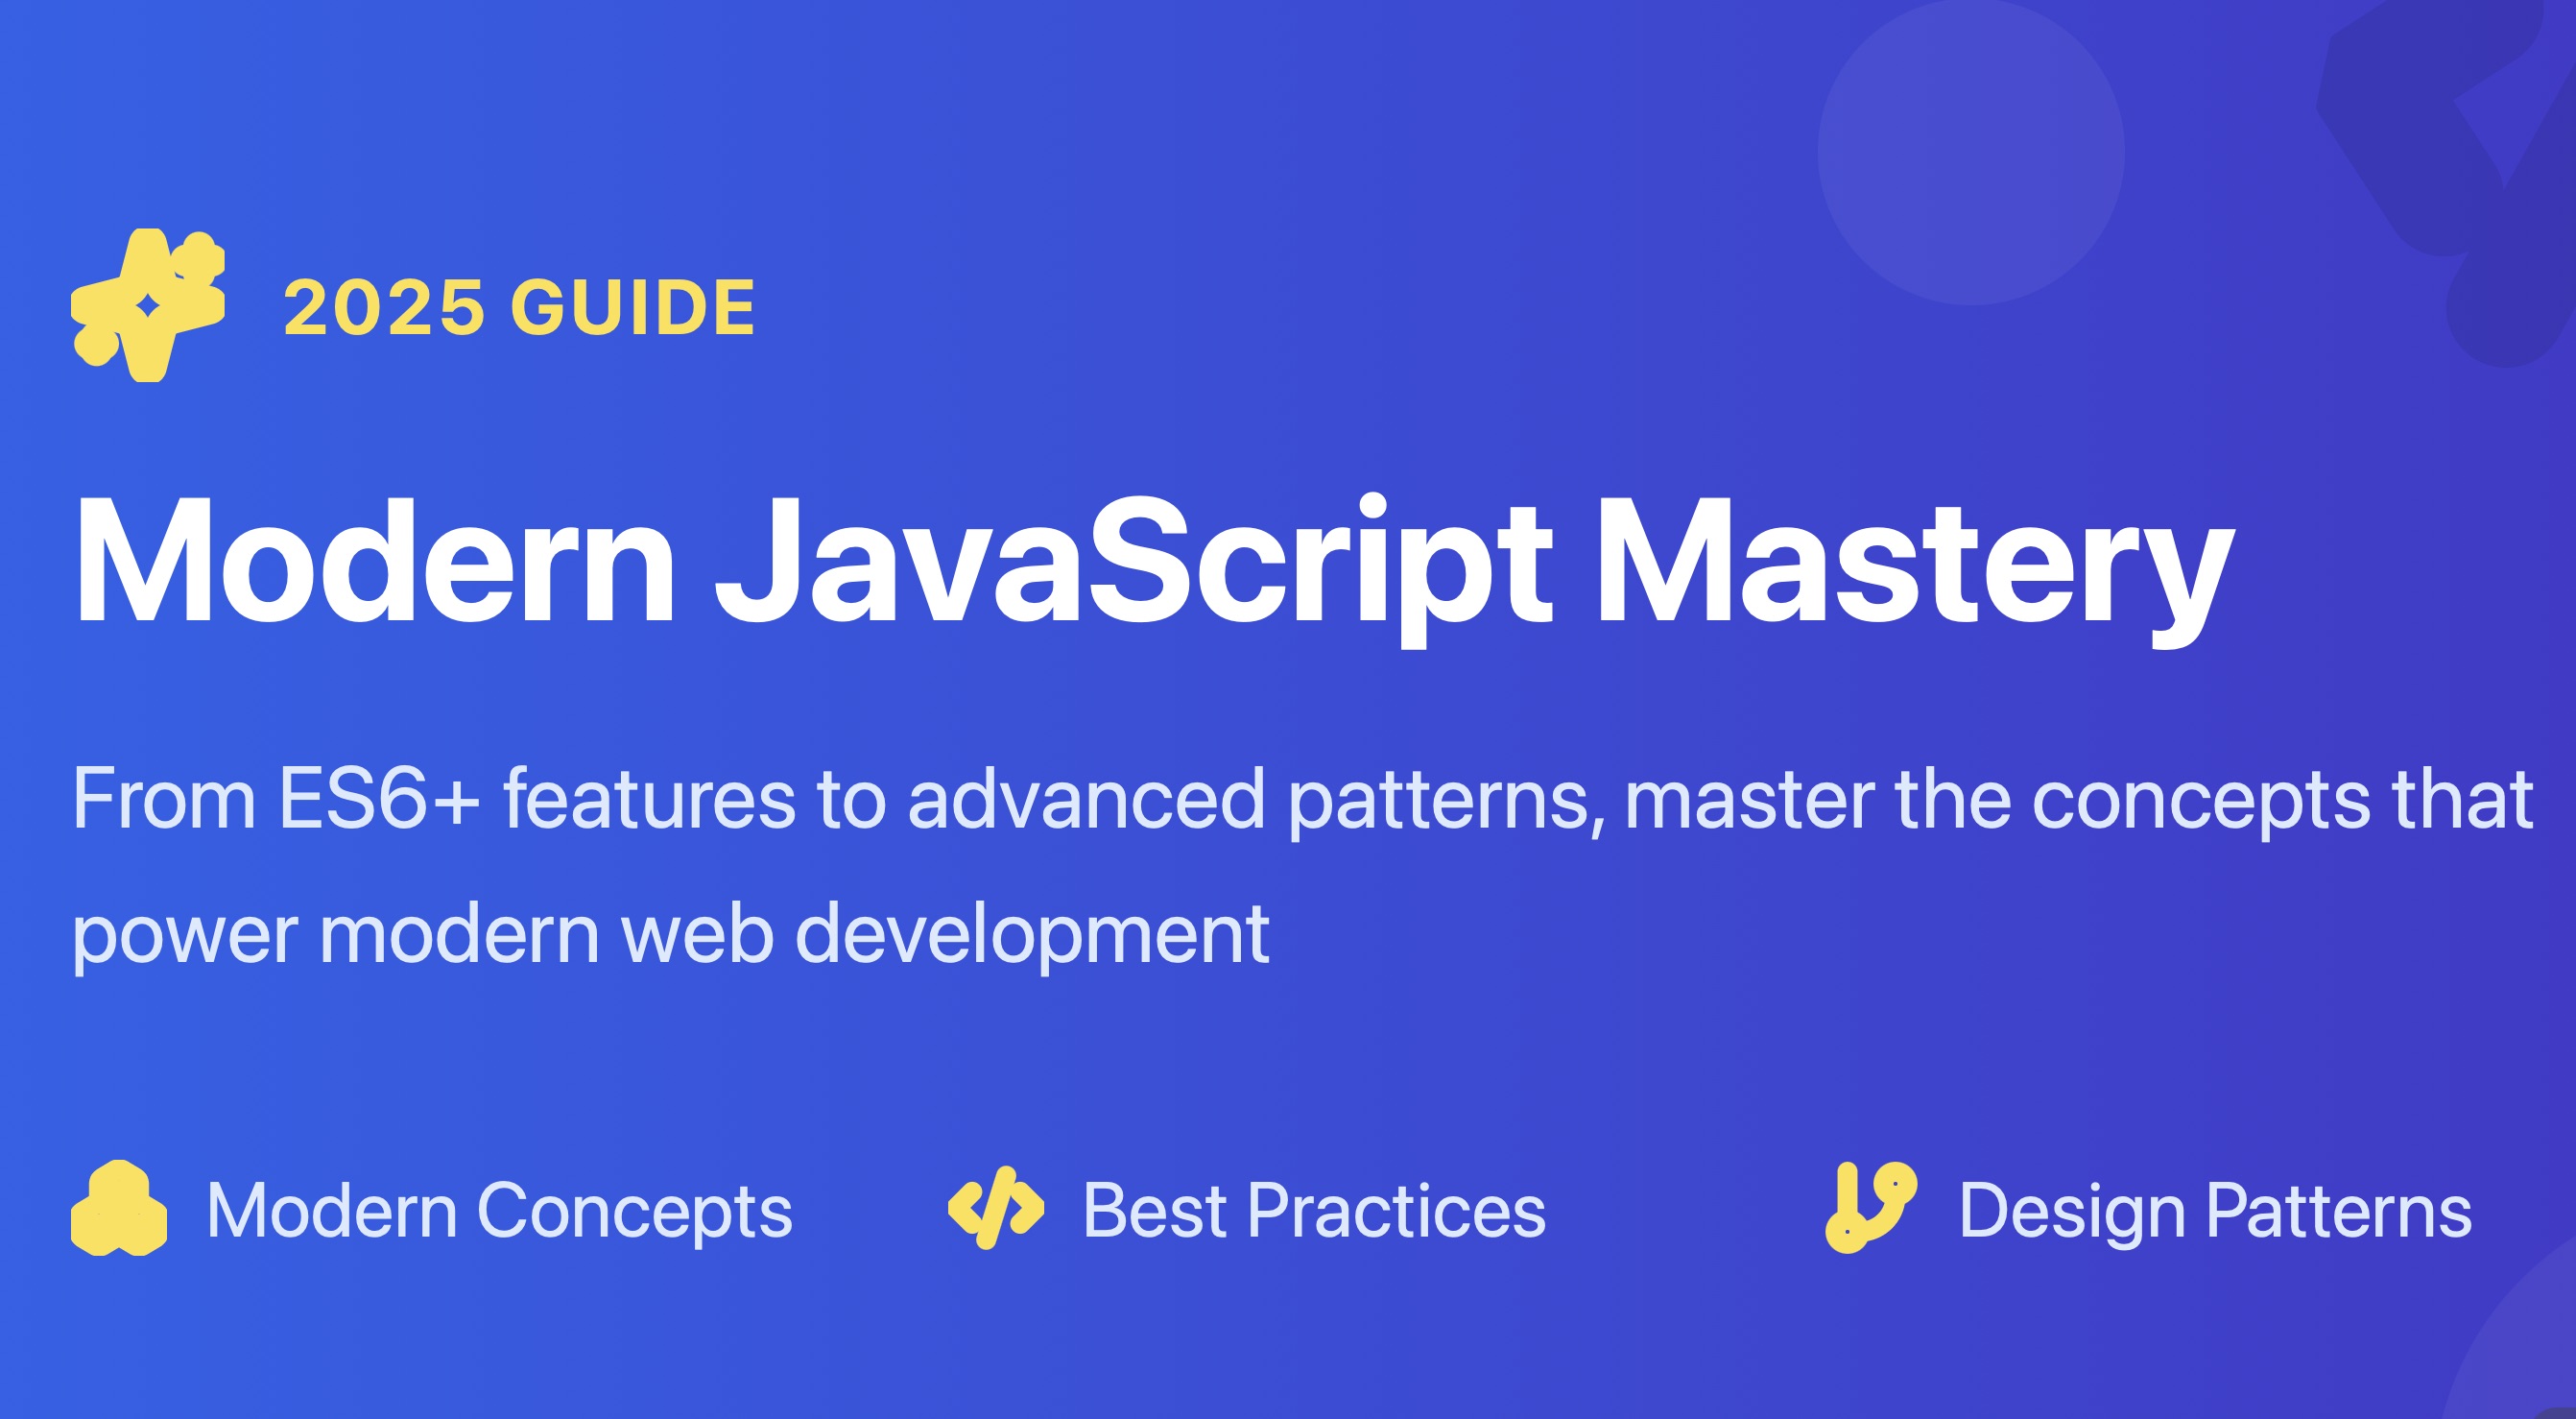 2025 GUIDE
Modern JavaScript Mastery
From ES6+ features to advanced patterns, master the concepts that
power modern web development
Modern Concepts
Best Practices
Design Patterns